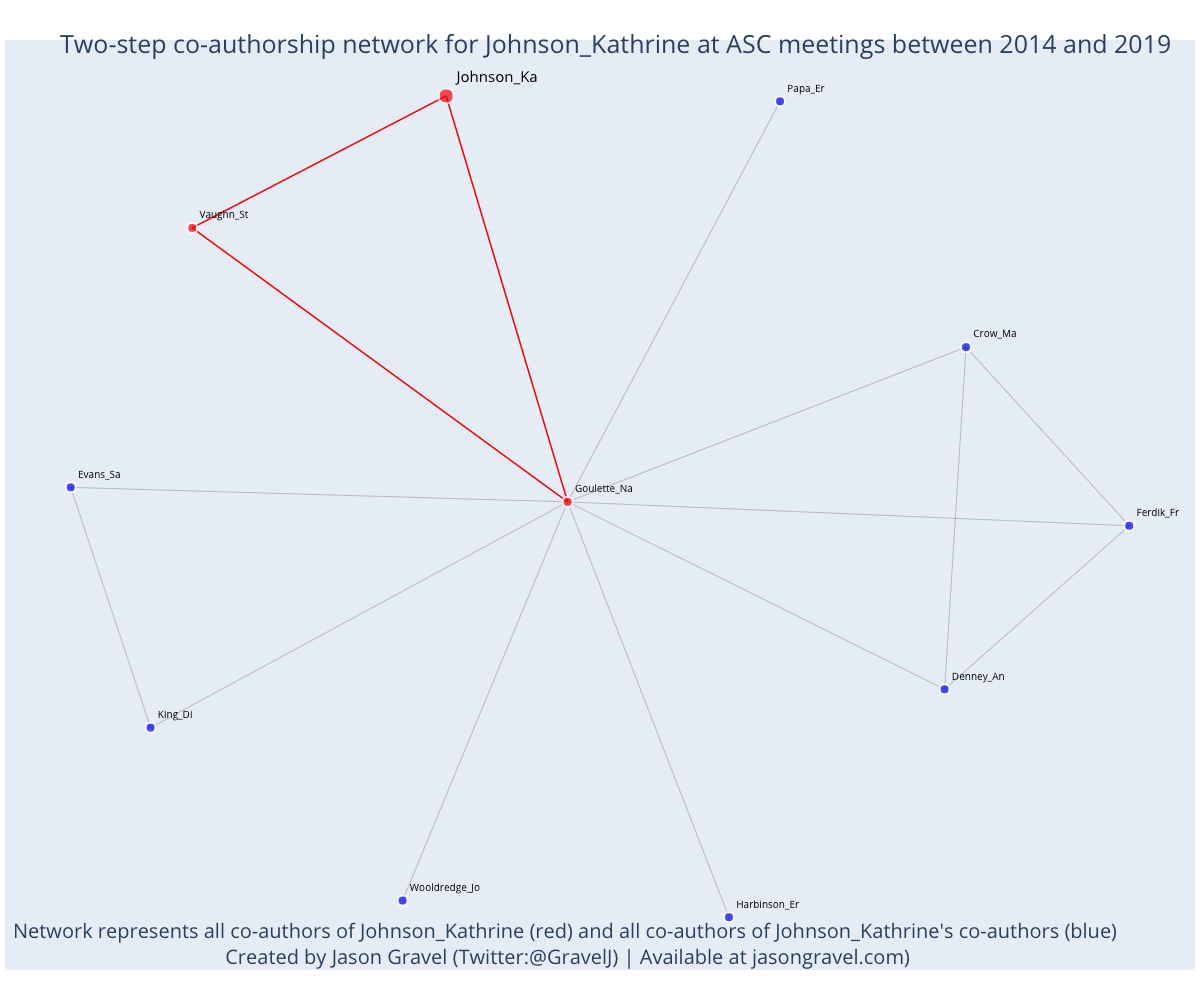 Two-step co-authorship network for Johnson_Kathrine at ASC meetings between 2014 and 2019
Johnson_Ka
Papa_Er
Vaughn_St
Crow_Ma
Evans_Sa
Goulette_Na
Ferdik_Fr
Denney_An
King_Di
Wooldredge_Jo
Harbinson_Er
Network represents all co-authors of Johnson_Kathrine (red) and all co-authors of Johnson_Kathrine's co-authors (blue)
Created by Jason Gravel (Twitter:@GravelJ) | Available at jasongravel.com)